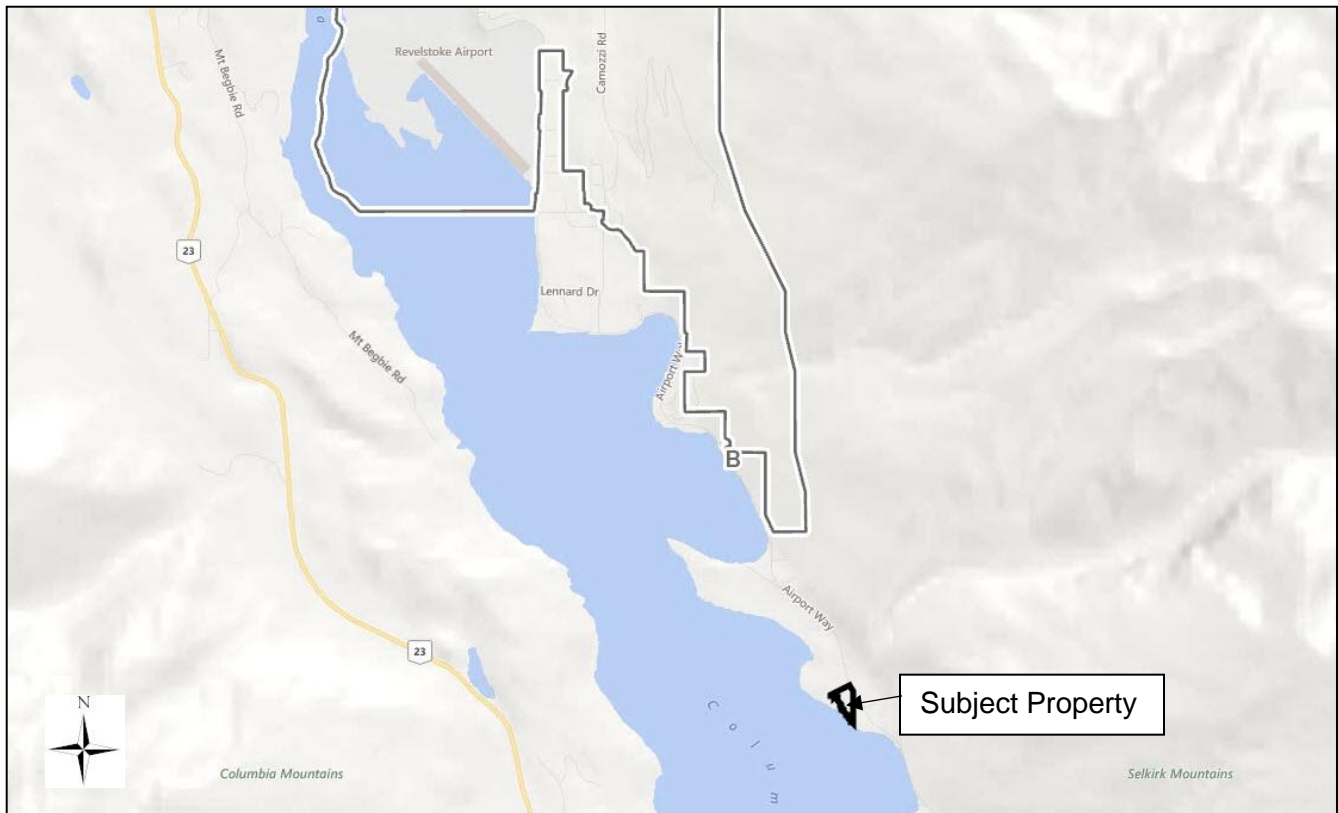 a
Revelstoke Airport
Camozzi Rd
Mt Begbie Rd
23
Lennard Dr
Mt Begbie Rd
Airport W
B
Airport Way
23
Subject Property
N
C o l u m
Columbia Mountains
Selkirk Mountains